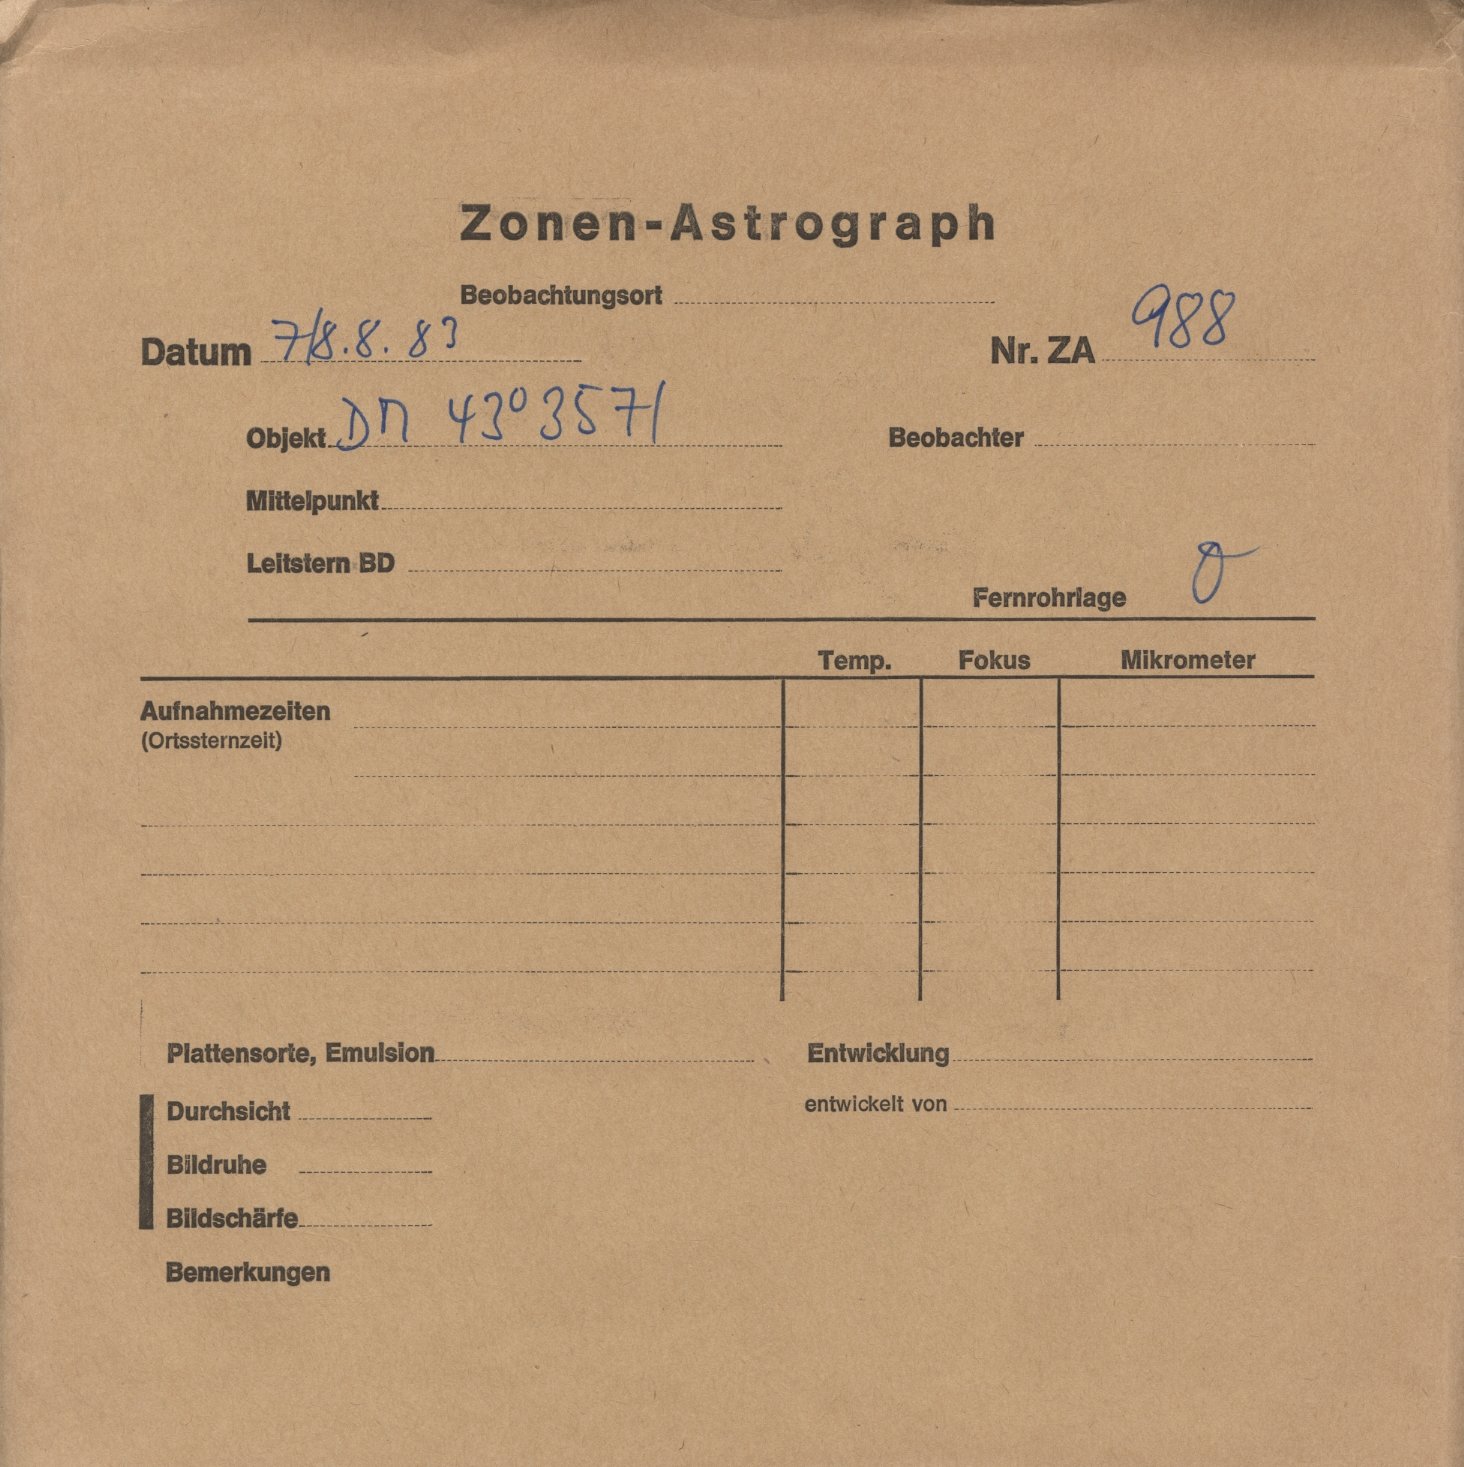 Zonen-Astrograph
Beobachtungsort
Datum 7/8.8.83
Nr. ZA 988
Objekt DM 43° 3571
Beobachter
Mittelpunkt
Leitstern BD
Fernrohrlage O
Temp. Fokus Mikrometer
Aufnahmezeiten
(Ortssternzeit)
Plattensorte, Emulsion
Entwicklung
entwickelt von
Durchsicht
Bildruhe
Bildschärfe
Bemerkungen